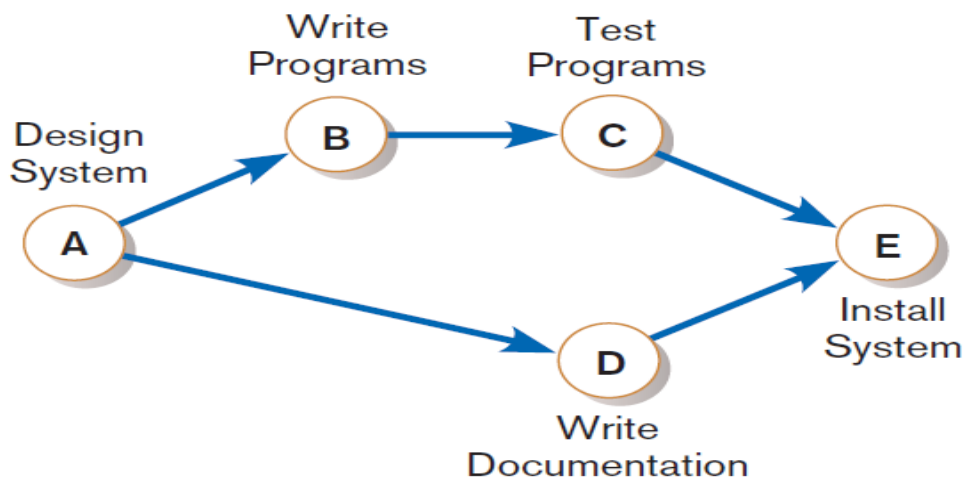 Write
Programs
Test
Programs
Design
System
B
C
A
E
Install
System
D
Write
Documentation